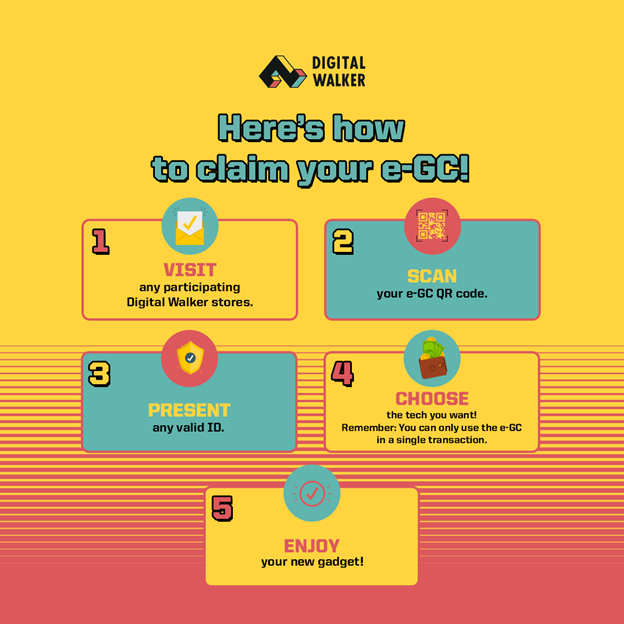 DIGITAL
WALKER
Here's how
to claim your e-GC!
1
VISIT
any participating
Digital Walker stores.
2
SCAN
your e-GC QR code.
3
PRESENT
any valid ID.
4
CHOOSE
the tech you want!
Remember: You can only use the e-GC
in a single transaction.
5
ENJOY
your new gadget!